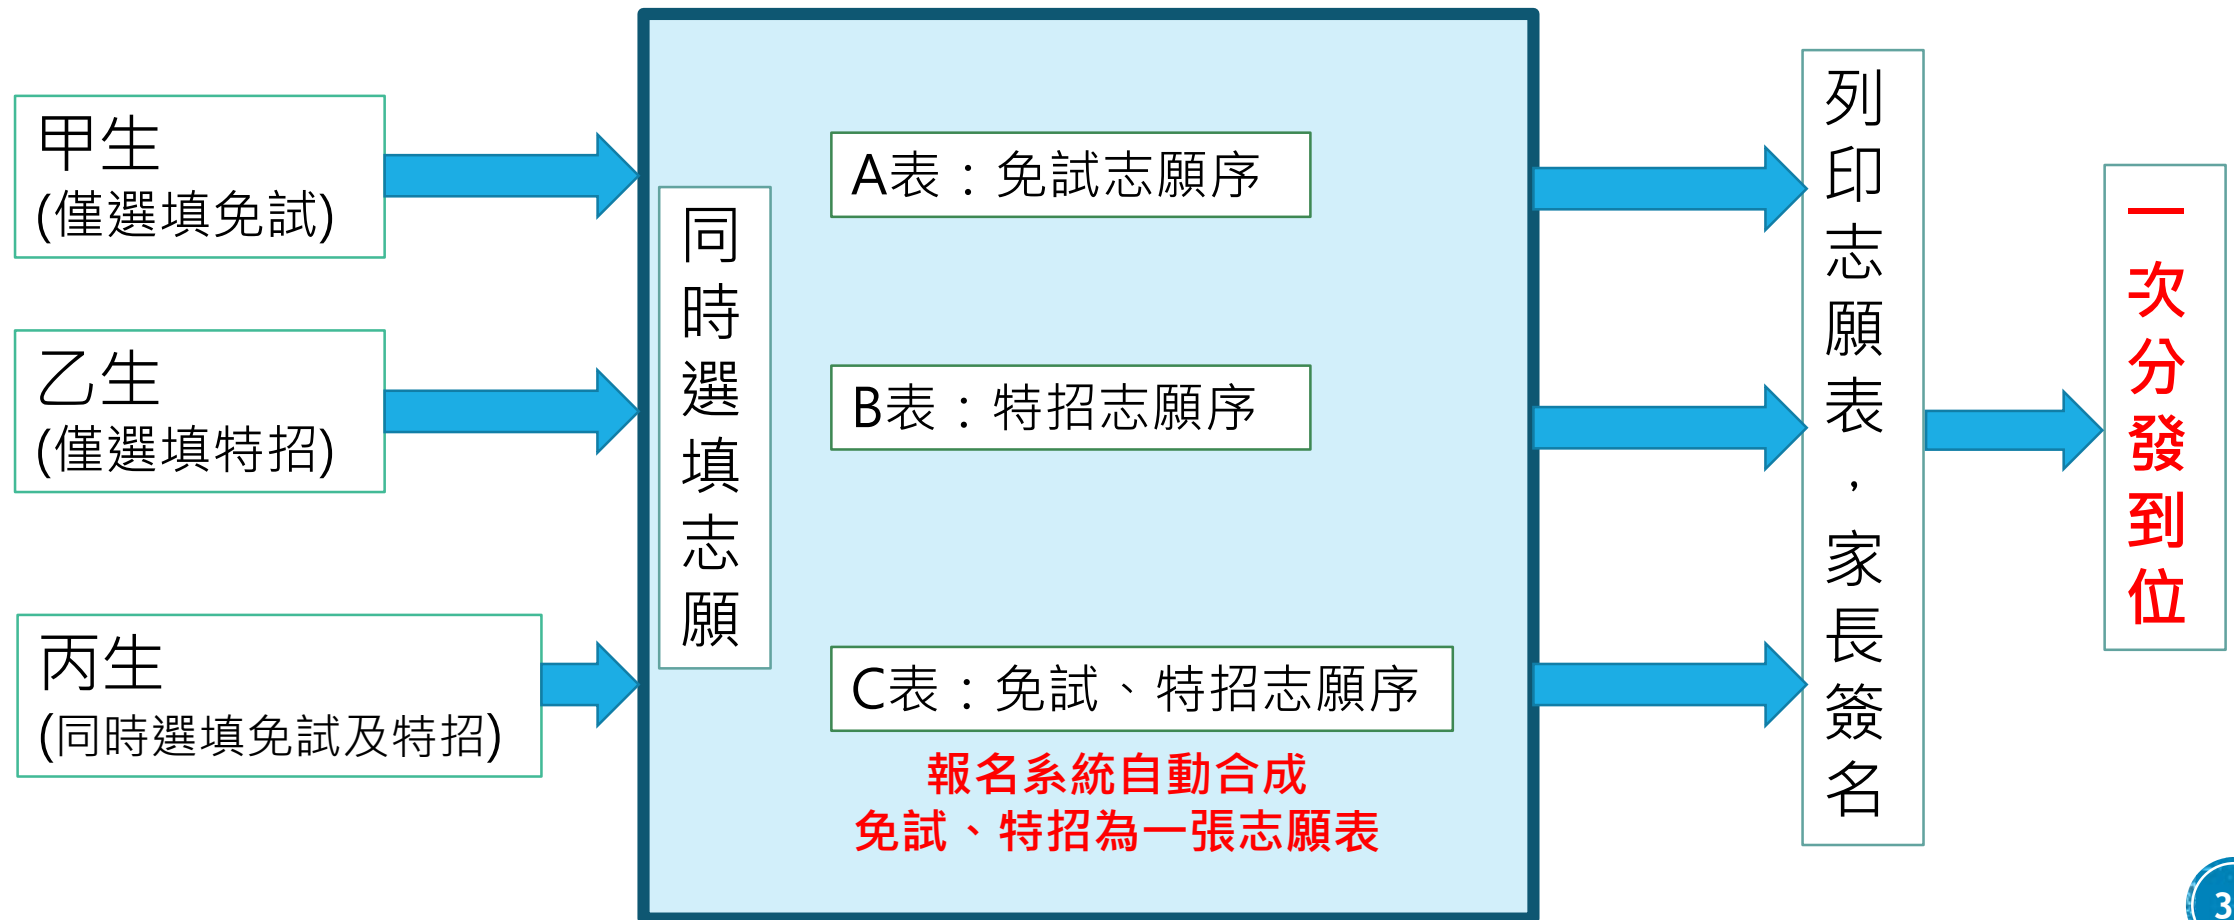 甲生
(僅選填免試)
乙生
(僅選填特招)
丙生
(同時選填免試及特招)
同時選填志願
A表：免試志願序
B表：特招志願序
C表：免試、特招志願序
報名系統自動合成
免試、特招為一張志願表
列印志願表，家長簽名
一次分發到位